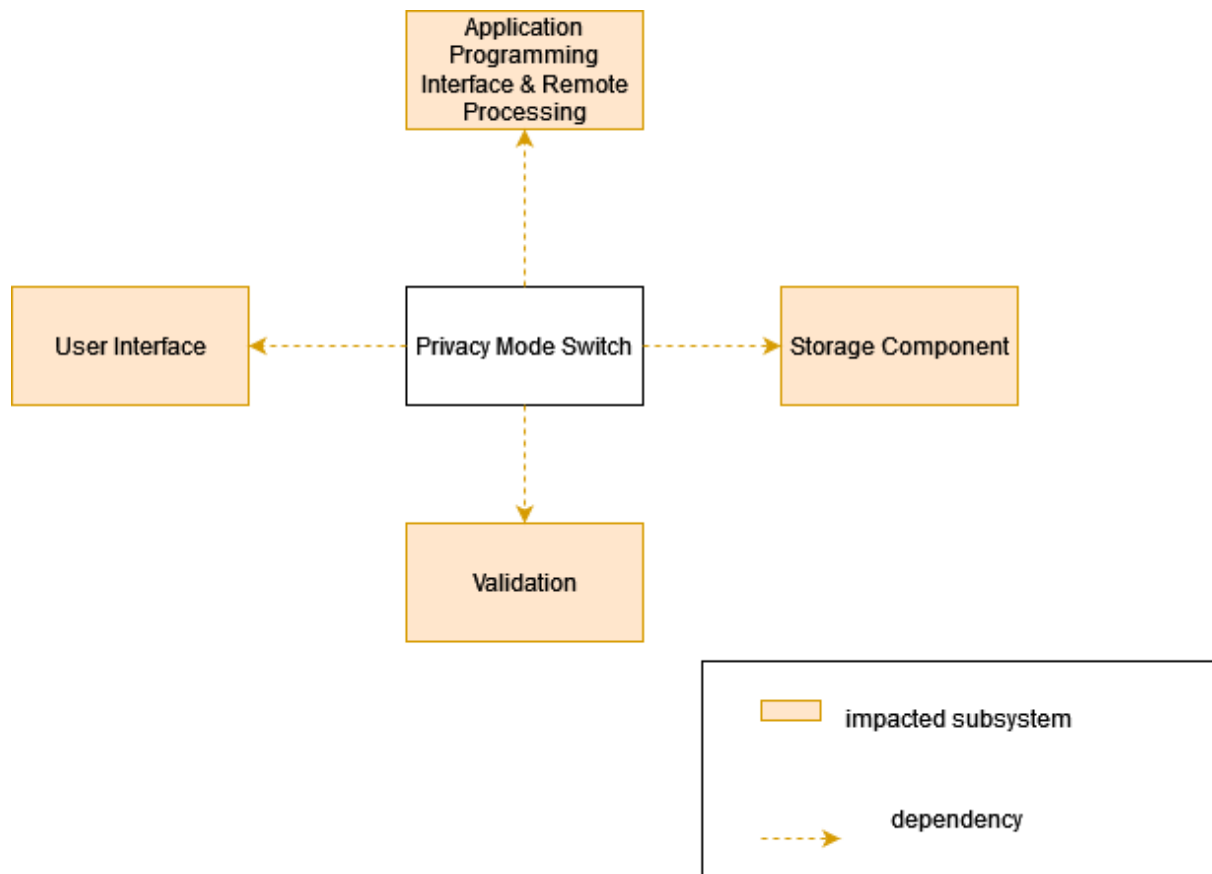 Application
Programming
Interface & Remote
Processing
User Interface
Privacy Mode Switch
Storage Component
Validation
impacted subsystem
dependency